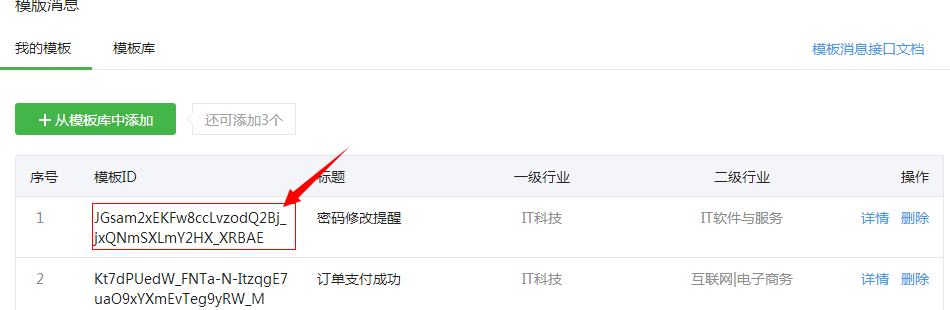 模版消息
我的模板 模板库 模板消息接口文档
＋从模板库中添加 还可添加3个
序号 模板ID 标题 一级行业 二级行业 操作
1 JGsam2xEKFw8ccLvzodQ2Bj_ 密码修改提醒 IT科技 IT软件与服务 详情 删除
jxQNmSXLmY2HX_XRBAE
2 Kt7dPUedW_FNTa-N-ItzqgE7 订单支付成功 IT科技 互联网|电子商务 详情 删除
uaO9xYXmEvTeg9yRW_M